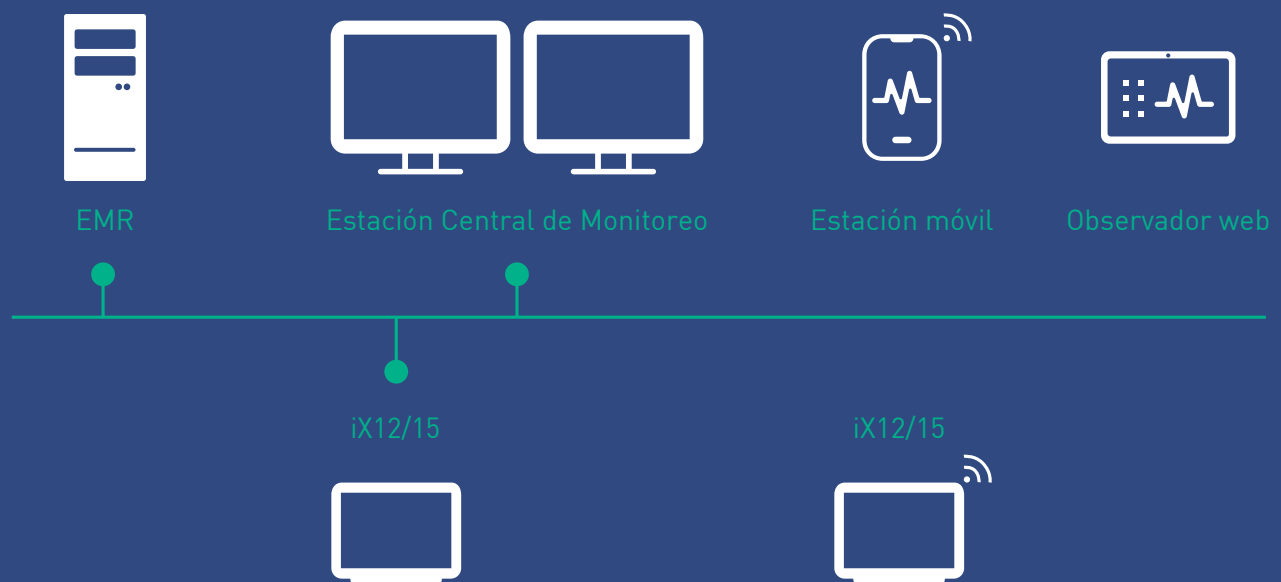 EMR
Estación Central de Monitoreo
Estación móvil
Observador web
iX12/15
iX12/15